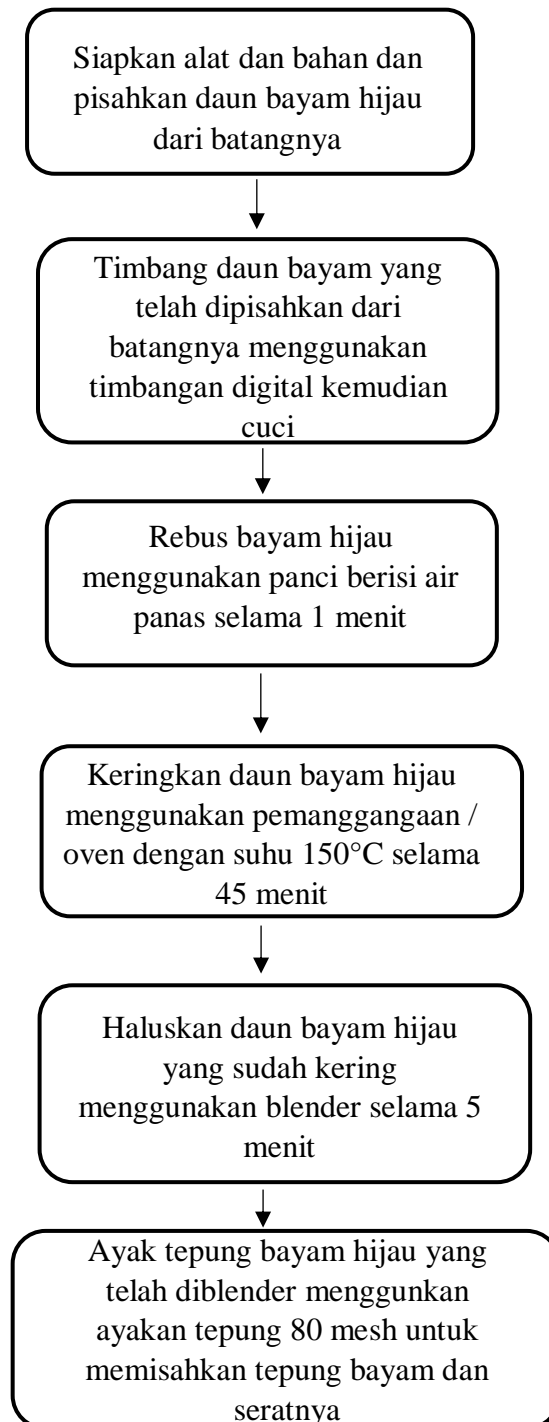 Siapkan alat dan bahan dan
pisahkan daun bayam hijau
dari batangnya
Timbang daun bayam yang
telah dipisahkan dari
batangnya menggunakan
timbangan digital kemudian
cuci
Rebus bayam hijau
menggunakan panci berisi air
panas selama 1 menit
Keringkan daun bayam hijau
menggunakan pemanggangaan /
oven dengan suhu 150°C selama
45 menit
Haluskan daun bayam hijau
yang sudah kering
menggunakan blender selama 5
menit
Ayak tepung bayam hijau yang
telah diblender menggunkan
ayakan tepung 80 mesh untuk
memisahkan tepung bayam dan
seratnya